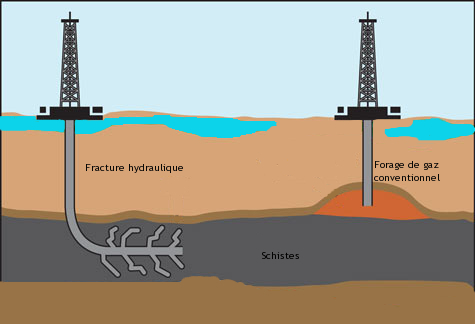 Fracture hydraulique
Forage de gaz
conventionnel
Schistes